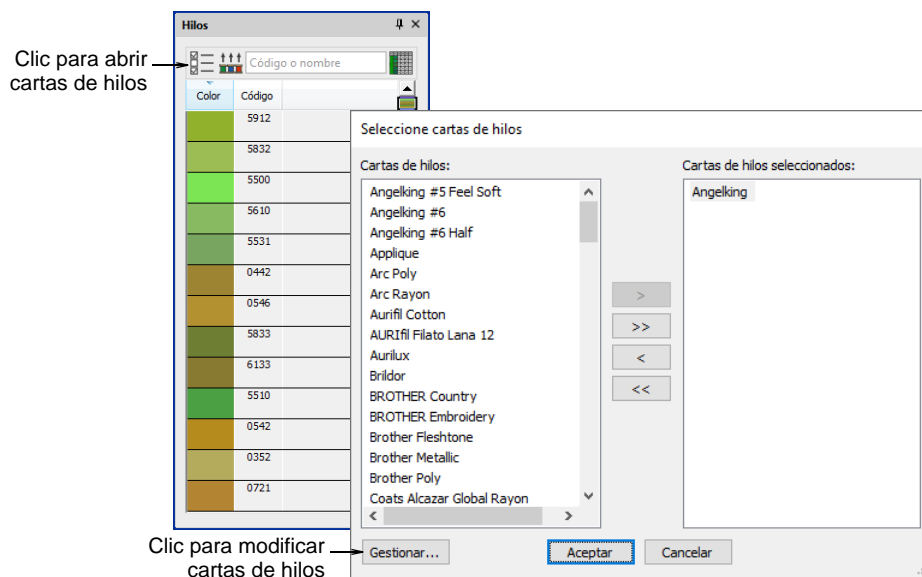 Hilos
Clic para abrir
cartas de hilos
Código o nombre
Color Código
5912
5832
5500
5610
5531
0442
0546
5833
6133
5510
0542
0352
0721
Seleccione cartas de hilos
Cartas de hilos:
Angelking #5 Feel Soft
Angelking #6
Angelking #6 Half
Applique
Arc Poly
Arc Rayon
Aurifil Cotton
AURIfil Filato Lana 12
Aurilux
Brildor
BROTHER Country
BROTHER Embroidery
Brother Fleshtone
Brother Metallic
Brother Poly
Coats Alcazar Global Rayon
>
>>
<
<<
Cartas de hilos seleccionados:
Angelking
Clic para modificar
cartas de hilos
Gestionar... Aceptar Cancelar